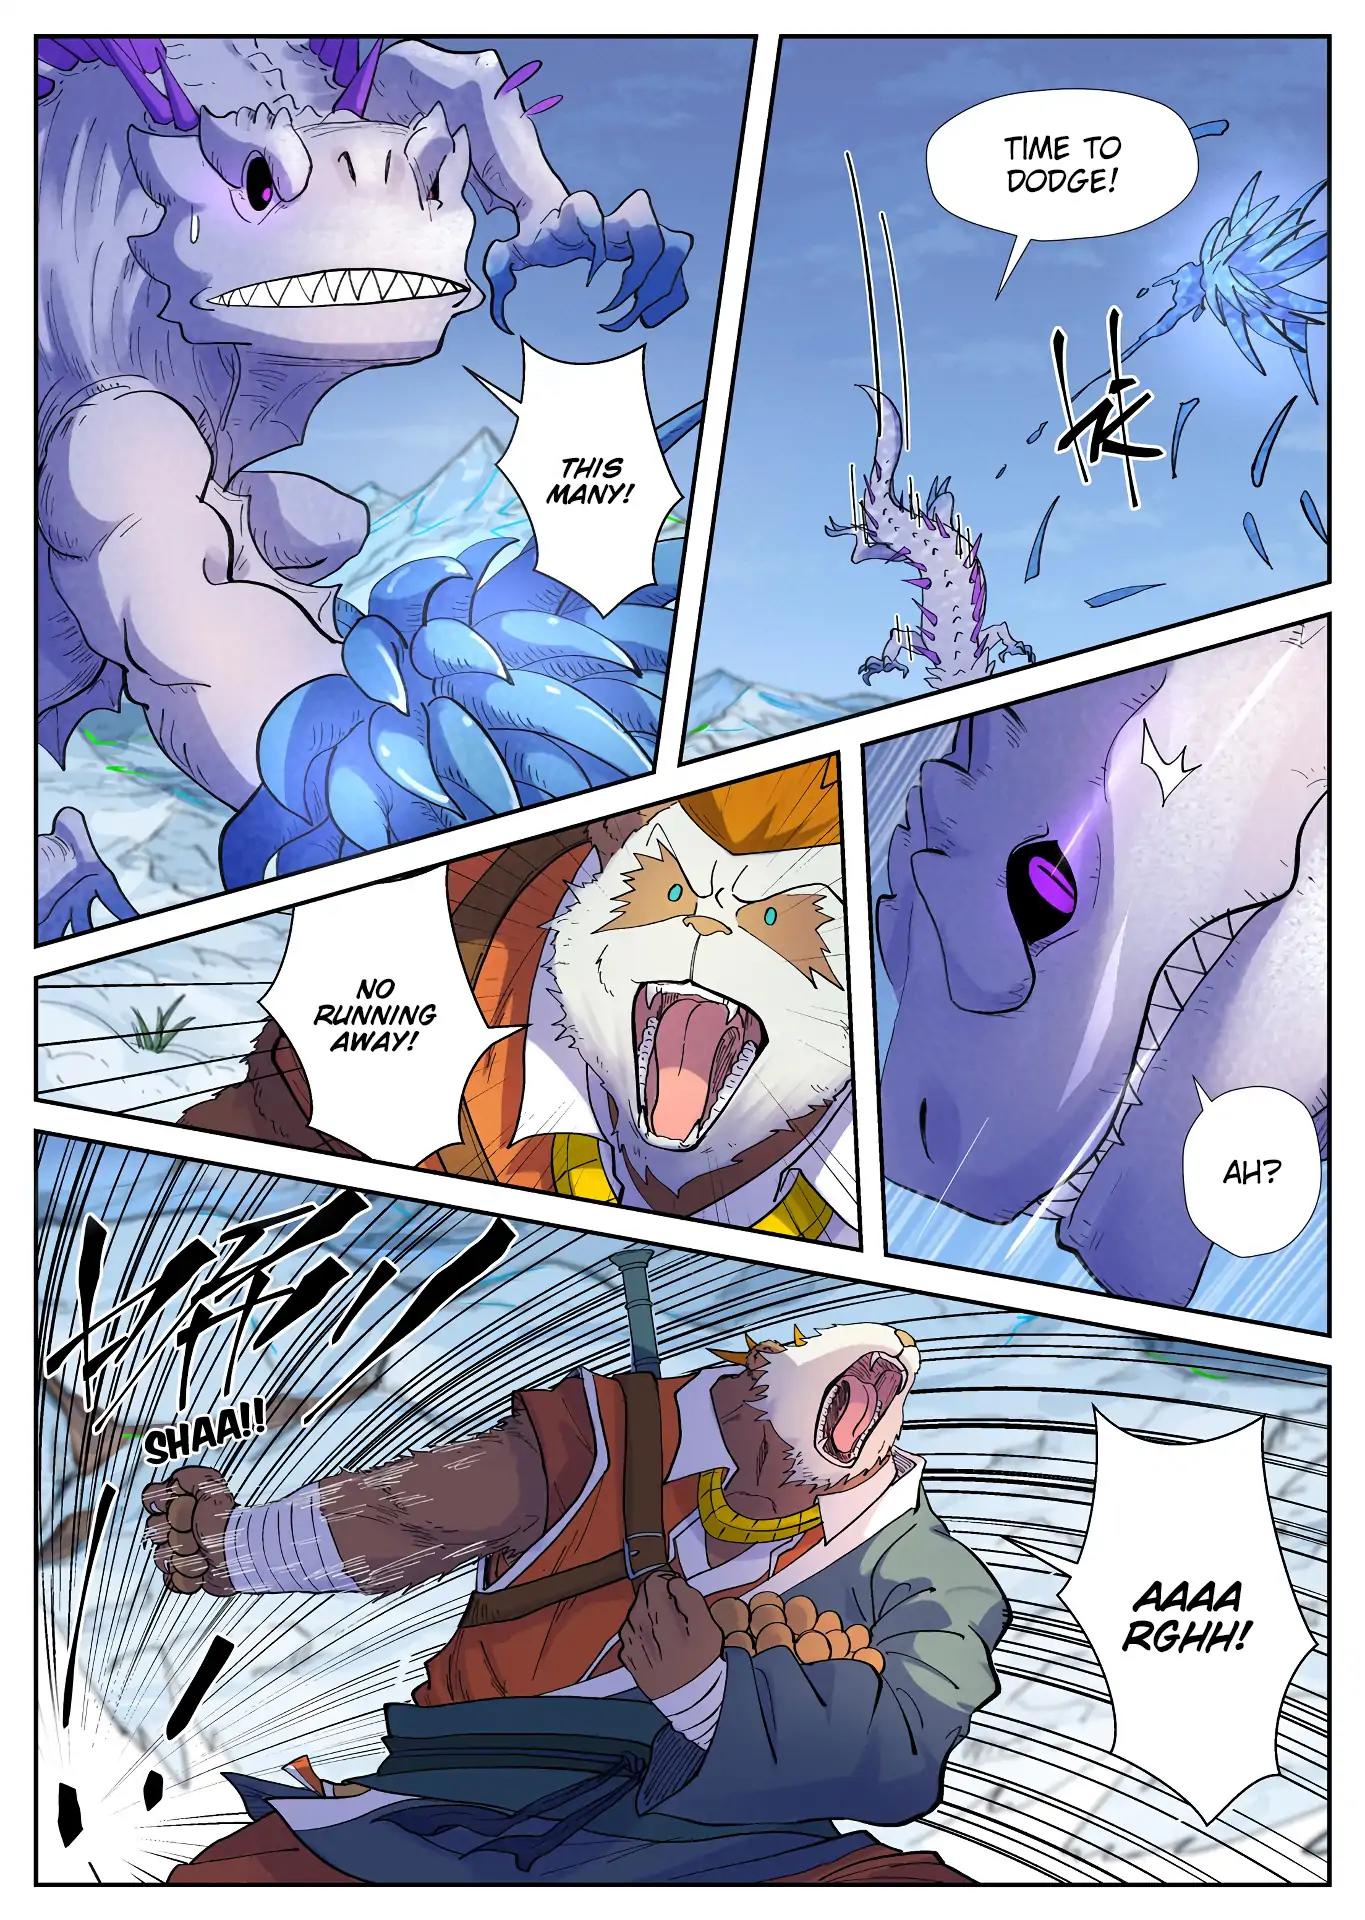 THIS
MANY!
TIME TO
DODGE!
NO
RUNNING
AWAY!
AH?
SHAA!!
AAAA
RGHH!